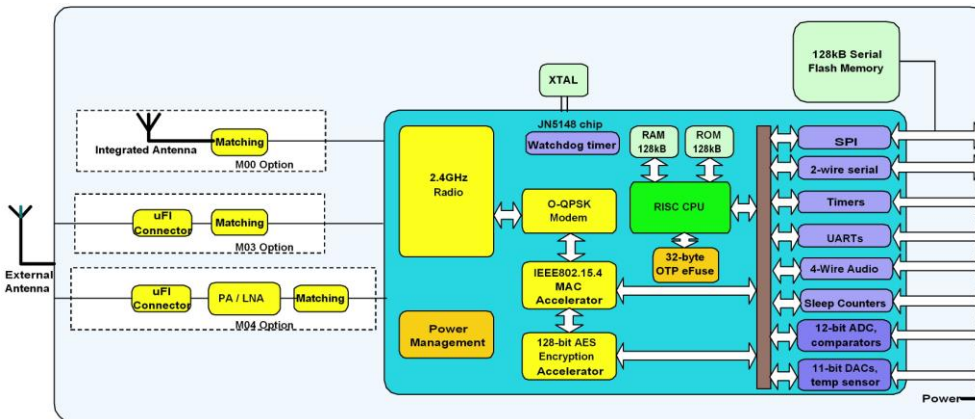 128kB Serial
Flash Memory
XTAL
Integrated Antenna
Matching
M00 Option
JN5148 chip
Watchdog timer
RAM
128kB
ROM
128kB
2.4GHz
Radio
O-QPSK
Modem
RISC CPU
32-byte
OTP eFuse
SPI
2-wire serial
Timers
UARTs
4-Wire Audio
Sleep Counters
12-bit ADC,
comparators
11-bit DACs,
temp sensor
uFl
Connector
Matching
M03 Option
External
Antenna
uFl
Connector
PA / LNA
Matching
M04 Option
IEEE802.15.4
MAC
Accelerator
Power
Management
128-bit AES
Encryption
Accelerator
Power